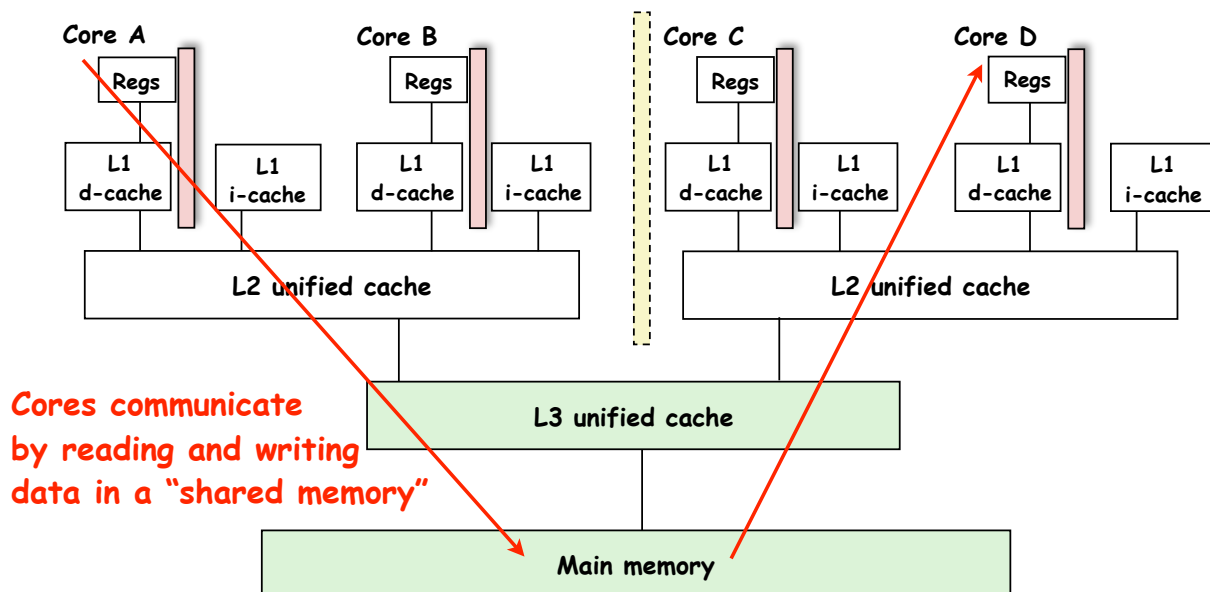 Core A
Core B
Core C
Core D
Regs
Regs
Regs
Regs
L1
d-cache
L1
i-cache
L1
d-cache
L1
i-cache
L1
d-cache
L1
i-cache
L1
d-cache
L1
i-cache
L2 unified cache
L2 unified cache
Cores communicate
by reading and writing
data in a “shared memory”
L3 unified cache
Main memory